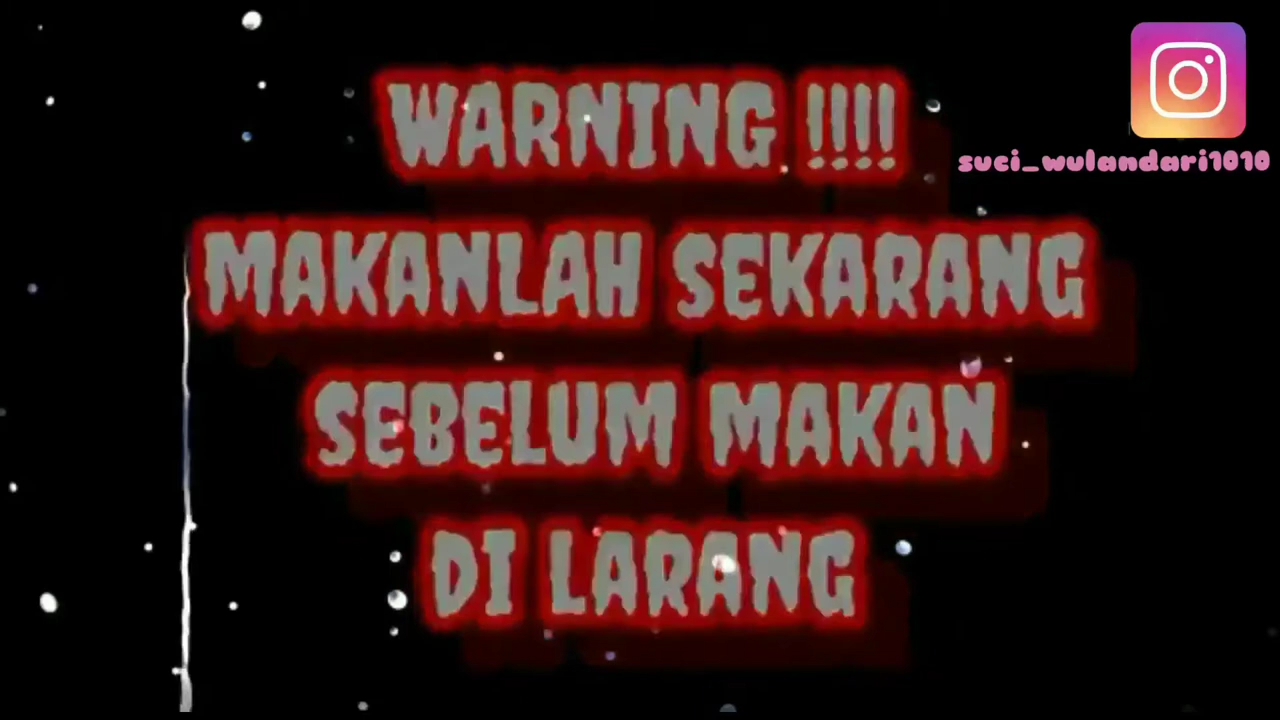 WARNING !!!!
suci_wulandari1010
MAKANLAH SEKARANG
SEBELUM MAKAN
DI LARANG